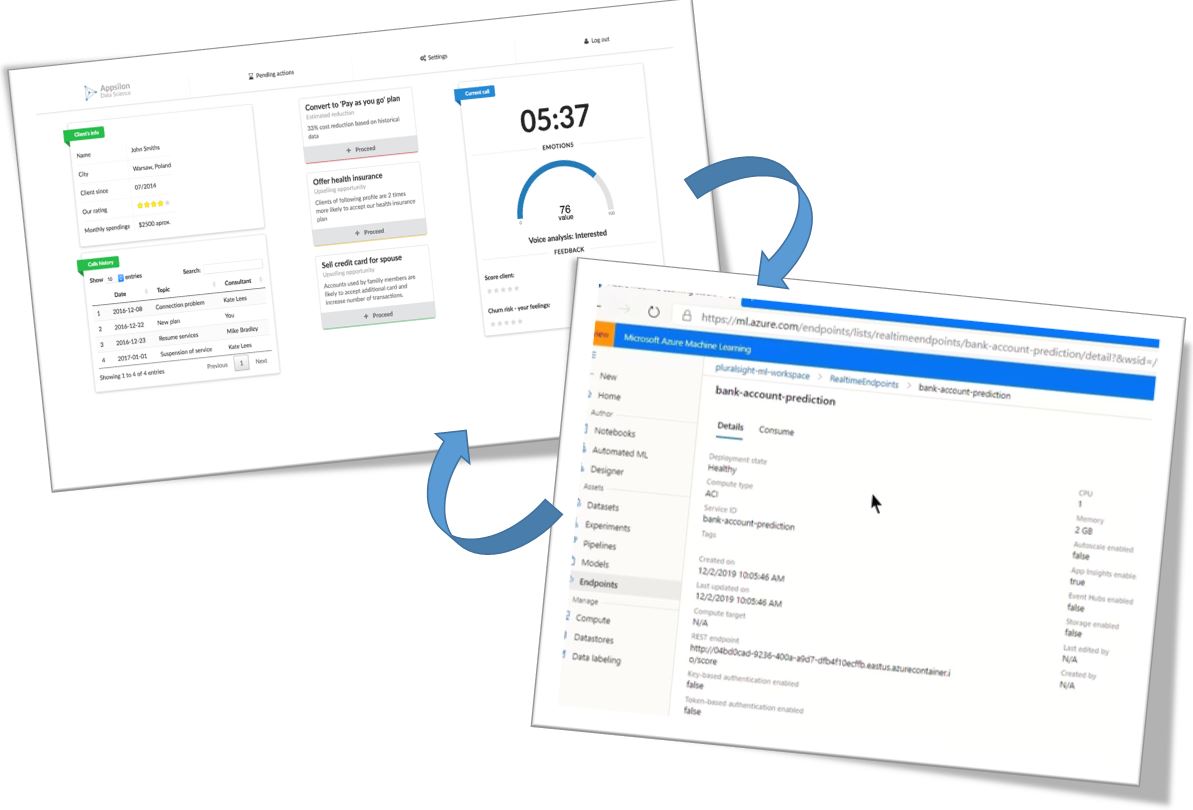 Appsilon
Data Science
Pending actions
Settings
Log out
Client's info
Name John Smiths
City Warsaw, Poland
Client since 07/2014
Our rating
Monthly spendings $2500 aprox.
Calls history
Show 10 entries
Search:
Date Topic Consultant
1 2016-12-08 Connection problem Kate Lees
2 2016-12-22 New plan You
3 2016-12-23 Resume services Mike Bradley
4 2017-01-01 Suspension of service Kate Lees
Showing 1 to 4 of 4 entries
Previous 1 Next
Convert to 'Pay as you go' plan
Estimated reduction
33% cost reduction based on historical
data
+ Proceed
Offer health insurance
Upselling opportunity
Clients of following profile are 2 times
more likely to accept our health insurance
plan
+ Proceed
Sell credit card for spouse
Upselling opportunity
Accounts used by family members are
likely to accept additional card and
increase number of transactions.
+ Proceed
Current call
05:37
EMOTIONS
76
value
0 100
Voice analysis: Interested
FEEDBACK
Score client:
Churn risk - your feelings:
https://ml.azure.com/endpoints/lists/realtimeendpoints/bank-account-prediction/detail?&wsid=/
Microsoft Azure Machine Learning
New
Home
Author
Notebooks
Automated ML
Designer
Assets
Datasets
Experiments
Pipelines
Models
Endpoints
Manage
Compute
Datastores
Data labeling
pluralsight-ml-workspace > RealtimeEndpoints > bank-account-prediction
bank-account-prediction
Details Consume
Deployment state
Healthy
Compute type
ACI
Service ID
bank-account-prediction
Tags
Created on
12/2/2019 10:05:46 AM
Last updated on
12/2/2019 10:05:46 AM
Compute target
N/A
REST endpoint
http://04bd0cad-9236-400a-a9d7-dfb4f10ecffb.eastus.azurecontainer.i
o/score
Key-based authentication enabled
false
Token-based authentication enabled
false
CPU
1
Memory
2 GB
Autoscale enabled
false
App Insights enable
true
Event Hubs enabled
false
Storage enabled
false
Last edited by
N/A
Created by
N/A